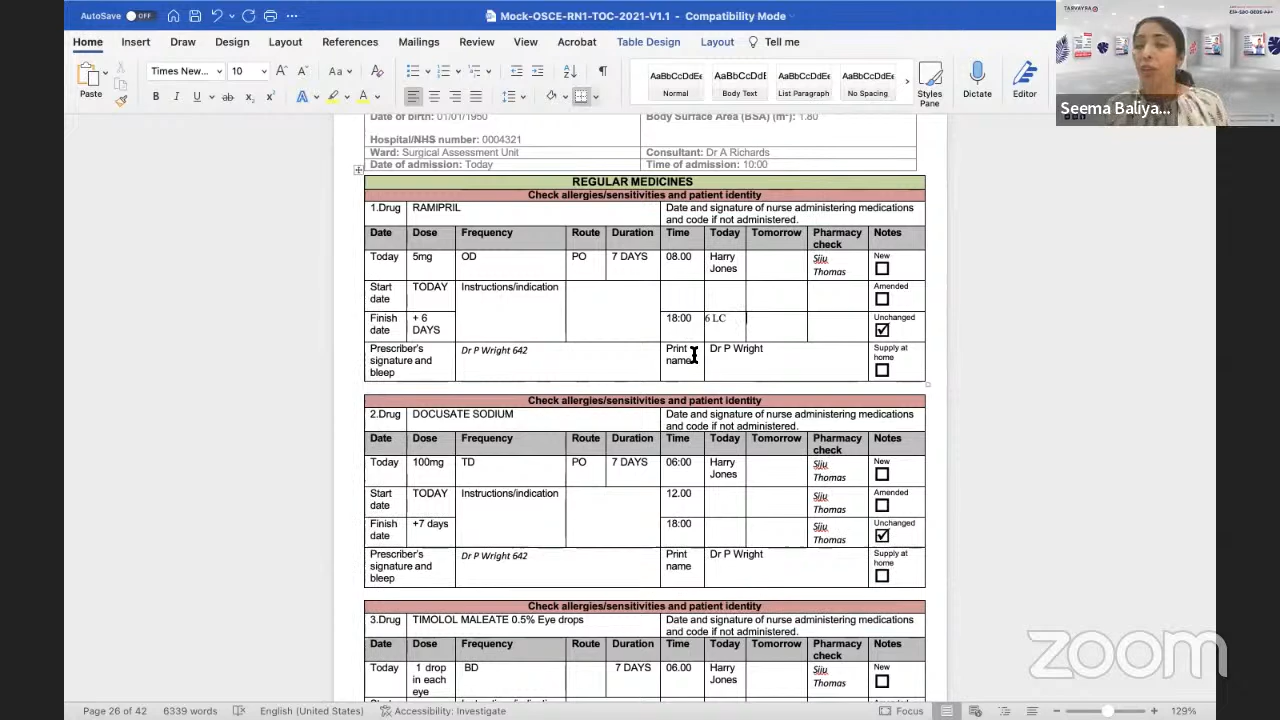 AutoSave OFF
Mock-OSCE-RN1-TOC-2021-V1.1 - Compatibility Mode
Home Insert Draw Design Layout References Mailings Review View Acrobat Table Design Layout Tell me
Paste
Times New... 10
AaBbCcDdEe Normal
AaBbCcDdE Body Text
AaBbCcDdEe List Paragraph
AaBbCcDdEe No Spacing
Styles Pane
Dictate
Editor
TARVAYRA
Seema Baliya...
Date of birth: 01/01/1950 Body Surface Area (BSA) (m²): 1.80
Hospital/NHS number: 0004321
Ward: Surgical Assessment Unit Consultant: Dr A Richards
Date of admission: Today Time of admission: 10:00
REGULAR MEDICINES
Check allergies/sensitivities and patient identity
1.Drug RAMIPRIL Date and signature of nurse administering medications
and code if not administered.
Date Dose Frequency Route Duration Time Today Tomorrow Pharmacy check Notes
Today 5mg OD PO 7 DAYS 08.00 Harry Jones Siju Thomas New
Start date TODAY Instructions/indication Amended
Finish date + 6 DAYS 18:00 6 LC Unchanged
Prescriber's signature and bleep Dr P Wright 642 Print name Dr P Wright Supply at home
Check allergies/sensitivities and patient identity
2.Drug DOCUSATE SODIUM Date and signature of nurse administering medications
and code if not administered.
Date Dose Frequency Route Duration Time Today Tomorrow Pharmacy check Notes
Today 100mg TD PO 7 DAYS 06:00 Harry Jones Siju Thomas New
Start date TODAY Instructions/indication 12.00 Siju Thomas Amended
Finish date +7 days 18:00 Siju Thomas Unchanged
Prescriber's signature and bleep Dr P Wright 642 Print name Dr P Wright Supply at home
Check allergies/sensitivities and patient identity
3.Drug TIMOLOL MALEATE 0.5% Eye drops Date and signature of nurse administering medications
and code if not administered.
Date Dose Frequency Route Duration Time Today Tomorrow Pharmacy check Notes
Today 1 drop in each eye BD 7 DAYS 06.00 Harry Jones Siju Thomas New
zoom
Page 26 of 42 6339 words English (United States) Accessibility: Investigate Focus 129%